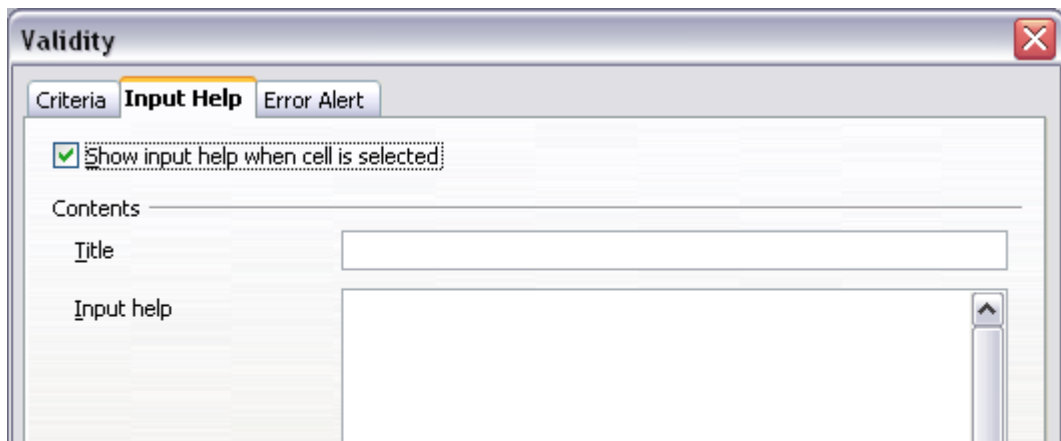 Validity
Criteria Input Help Error Alert
Show input help when cell is selected
Contents
Title
Input help